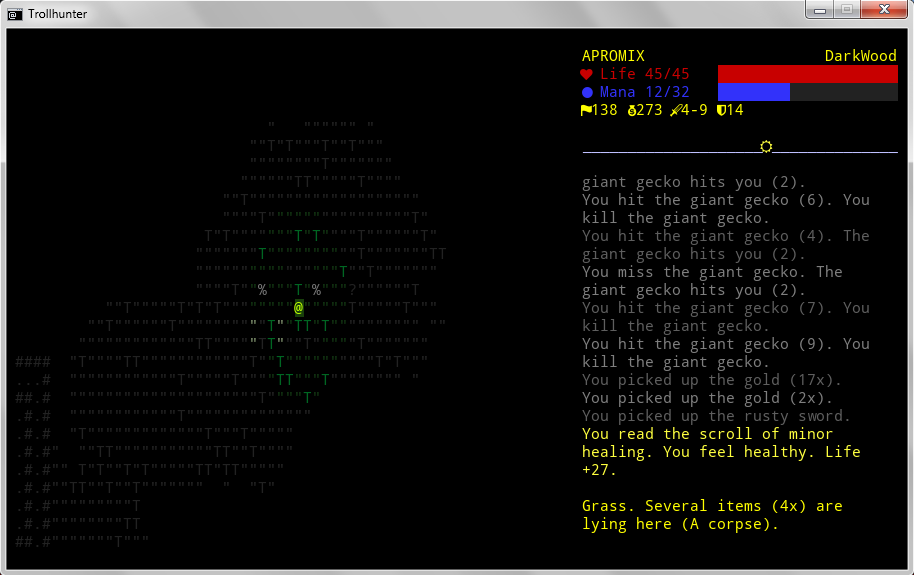 Trollhunter
APROMIX DarkWood
Life 45/45
Mana 12/32
138 273 4-9 14
giant gecko hits you (2).
You hit the giant gecko (6). You
kill the giant gecko.
You hit the giant gecko (4). The
giant gecko hits you (2).
You miss the giant gecko. The
giant gecko hits you (2).
You hit the giant gecko (7). You
kill the giant gecko.
You hit the giant gecko (9). You
kill the giant gecko.
You picked up the gold (17x).
You picked up the gold (2x).
You picked up the rusty sword.
You read the scroll of minor
healing. You feel healthy. Life
+27.
Grass. Several items (4x) are
lying here (A corpse).